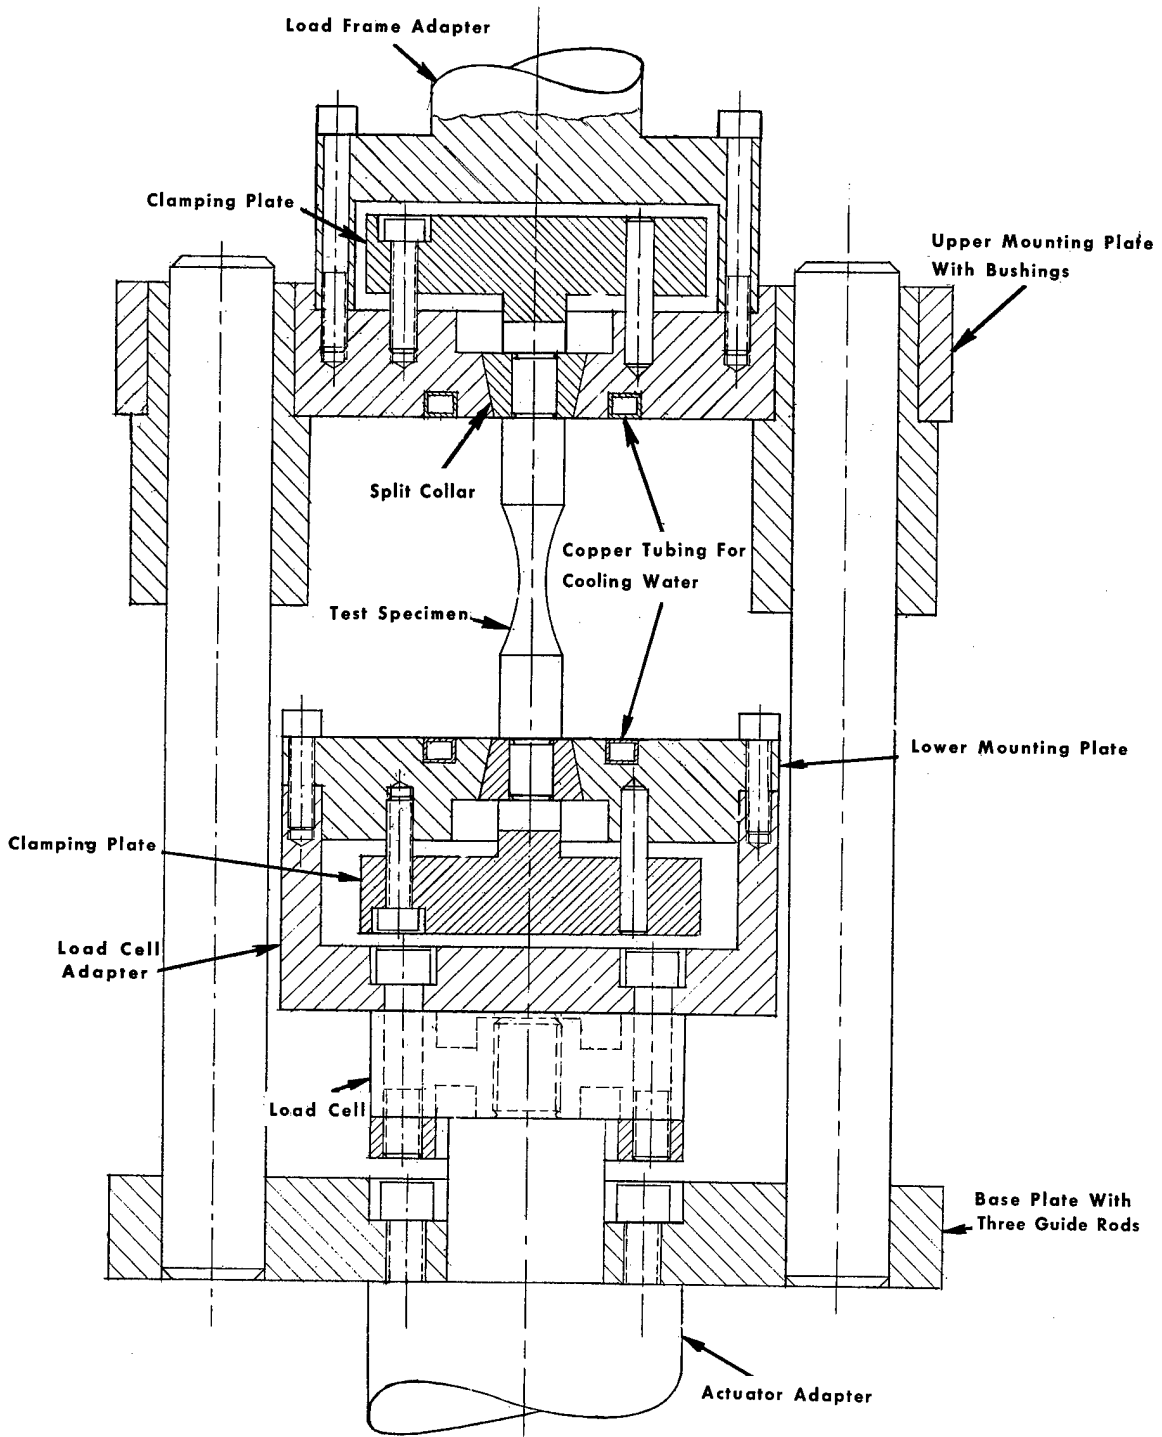 Load Frame Adapter
Clamping Plate
Upper Mounting Plate
With Bushings
Split Collar
Copper Tubing For
Cooling Water
Test Specimen
Lower Mounting Plate
Clamping Plate
Load Cell
Adapter
Load Cell
Base Plate With
Three Guide Rods
Actuator Adapter